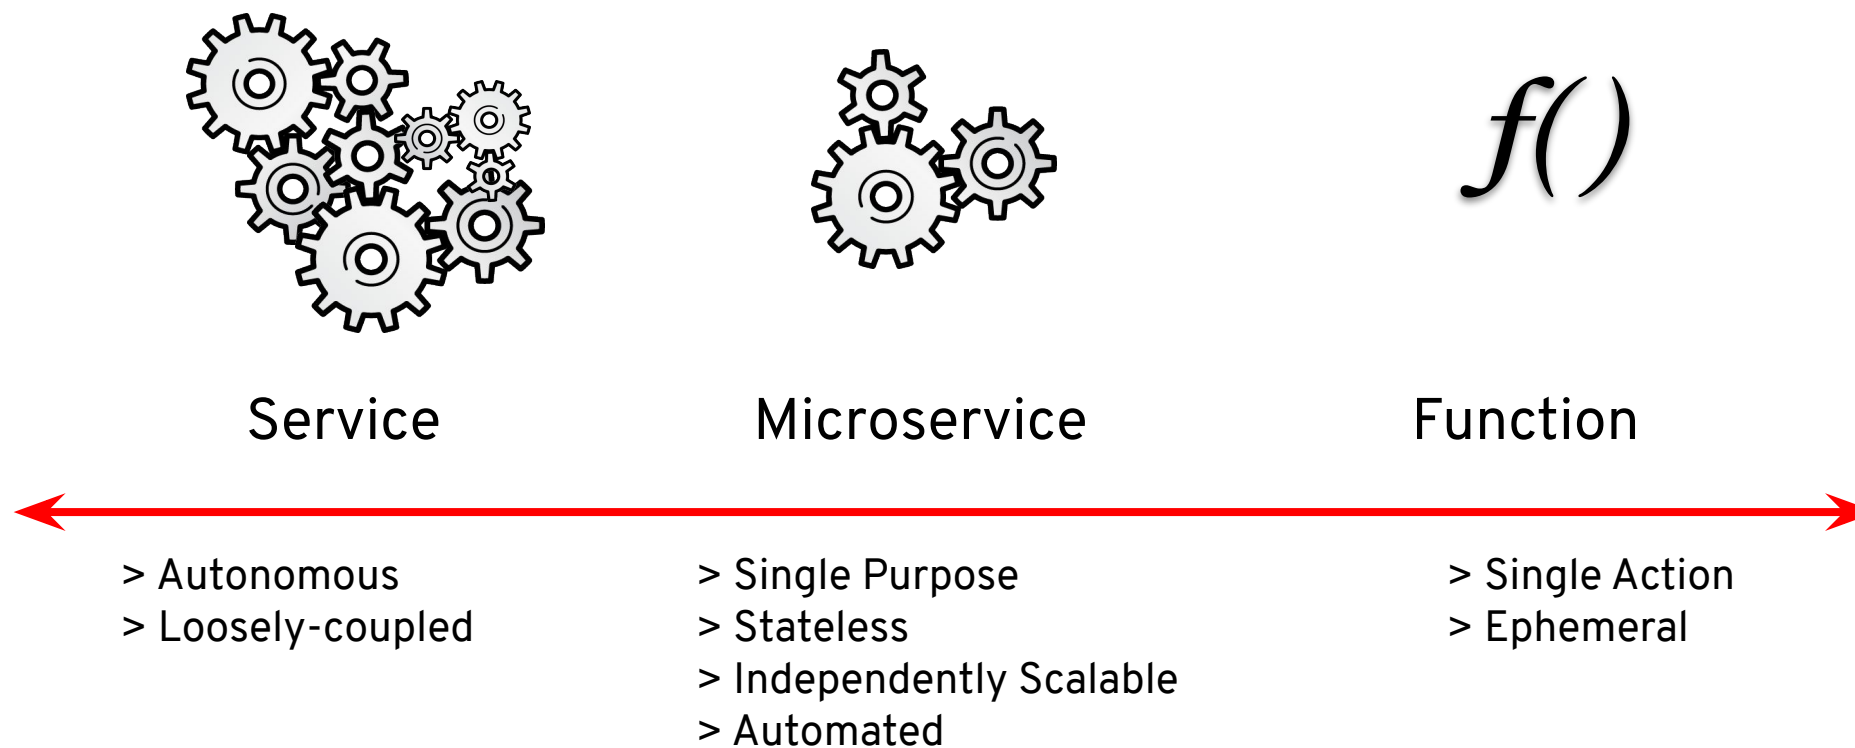 f()
Service
Microservice
Function
> Autonomous
> Loosely-coupled
> Single Purpose
> Stateless
> Independently Scalable
> Automated
> Single Action
> Ephemeral